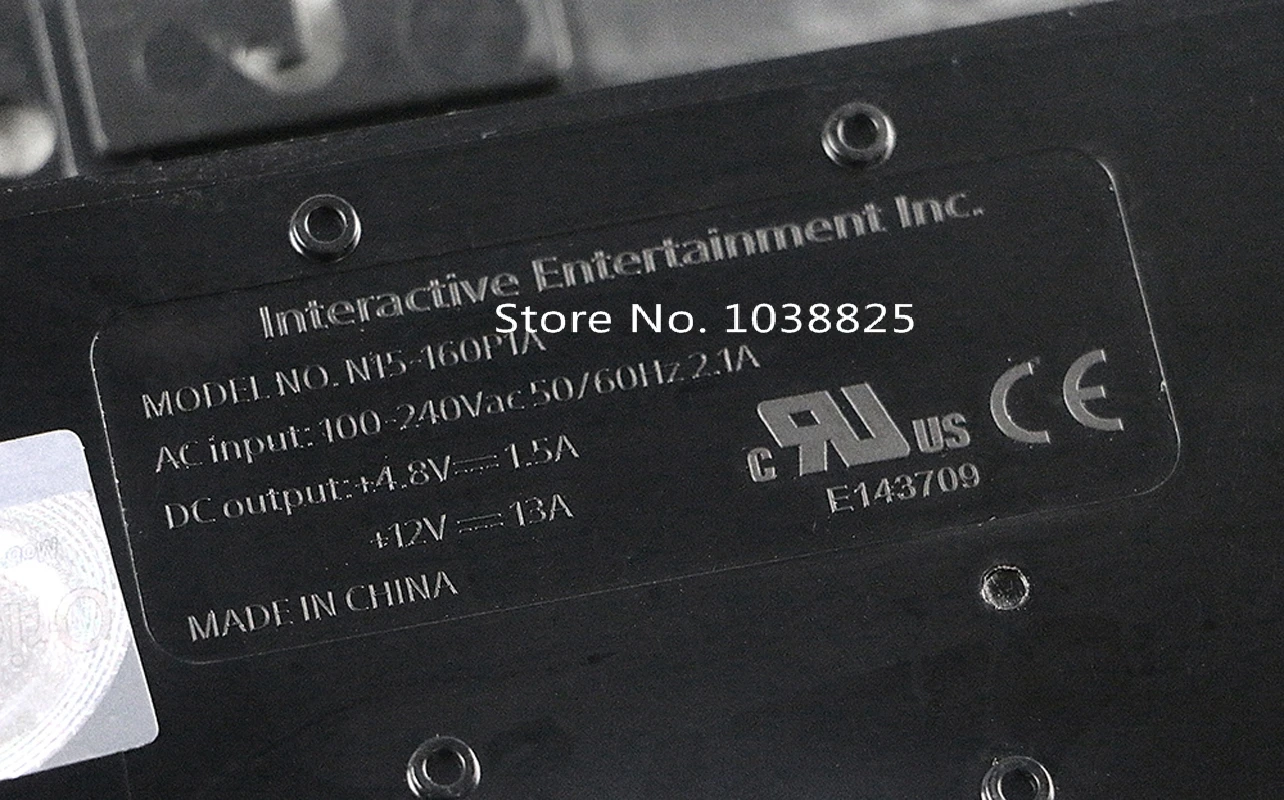 Interactive Entertainment Inc.
Store No. 1038825
MODEL NO. N15-160P1A
AC input: 100-240Vac 50/60Hz 2.1A
DC output: +4.8V⎓1.5A
+12V⎓13A
MADE IN CHINA
c RU US CE
E143709